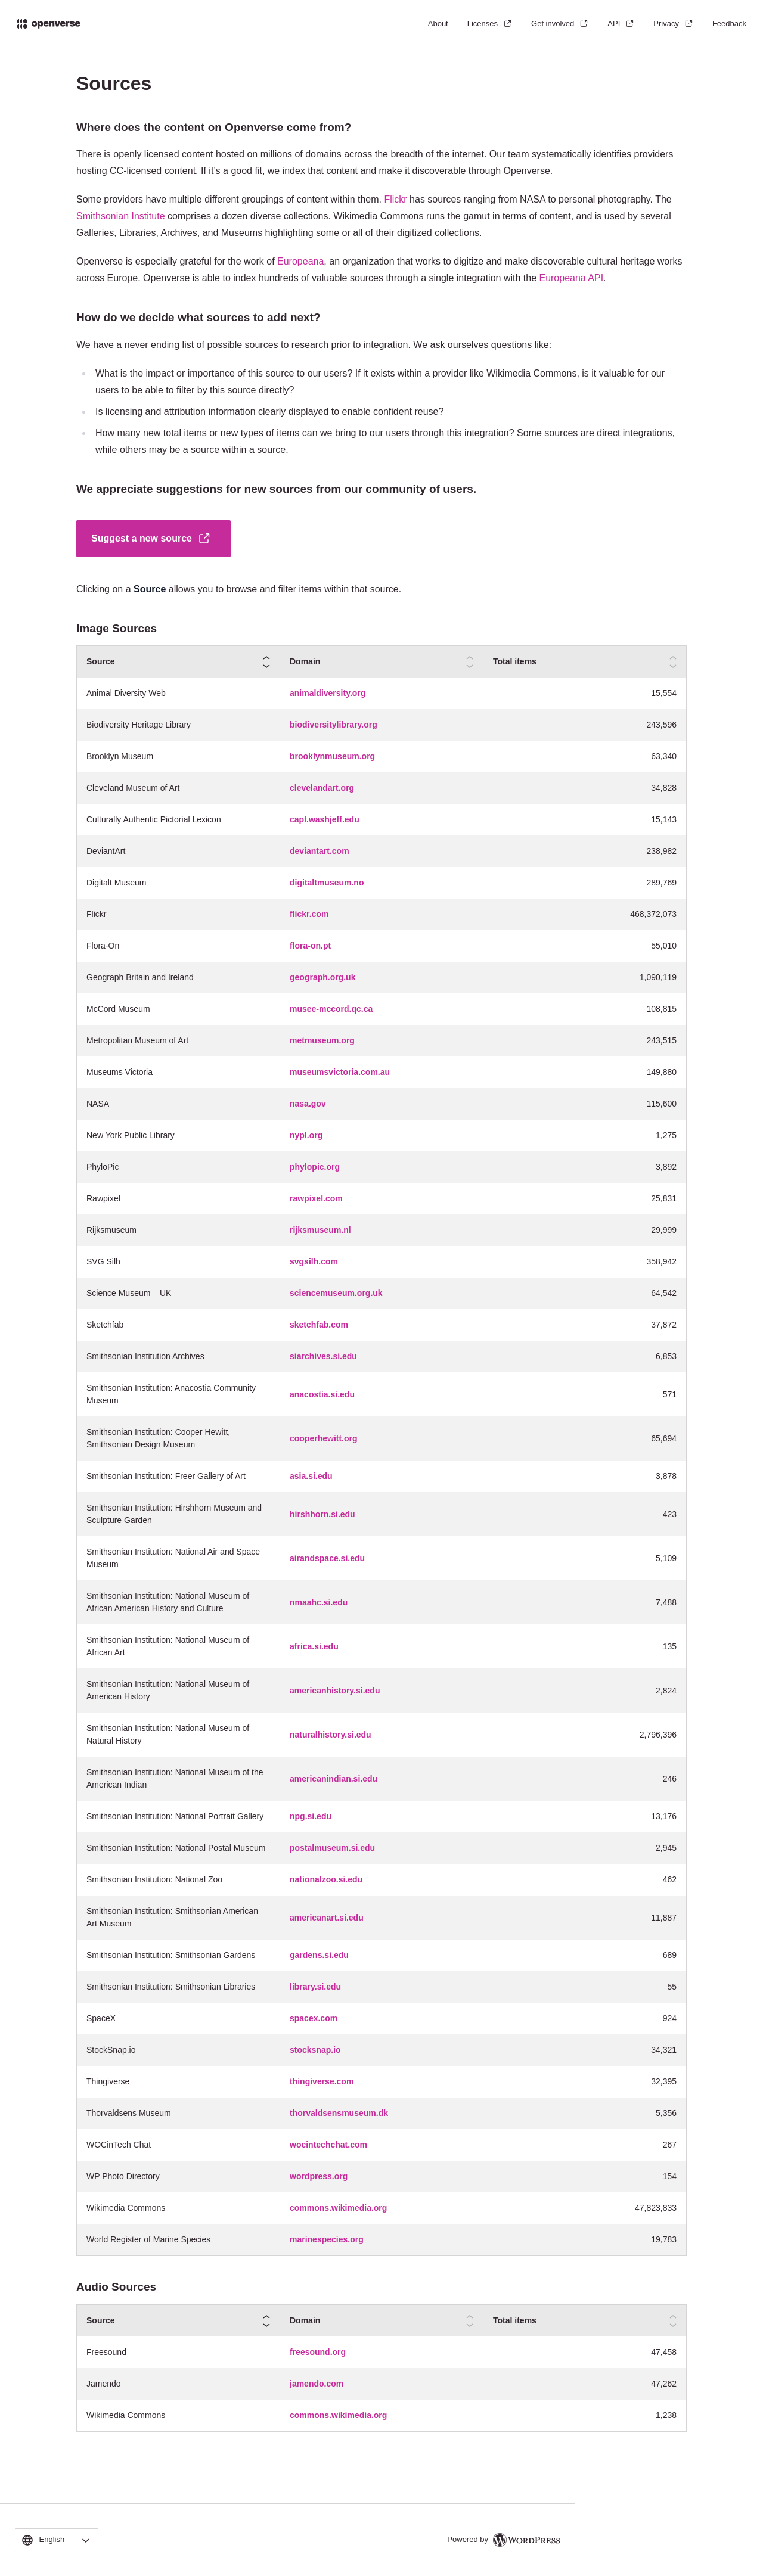 openverse
About Licenses Get involved API Privacy Feedback
Sources
Where does the content on Openverse come from?
There is openly licensed content hosted on millions of domains across the breadth of the internet. Our team systematically identifies providers
hosting CC-licensed content. If it's a good fit, we index that content and make it discoverable through Openverse.
Some providers have multiple different groupings of content within them. Flickr has sources ranging from NASA to personal photography. The
Smithsonian Institute comprises a dozen diverse collections. Wikimedia Commons runs the gamut in terms of content, and is used by several
Galleries, Libraries, Archives, and Museums highlighting some or all of their digitized collections.
Openverse is especially grateful for the work of Europeana, an organization that works to digitize and make discoverable cultural heritage works
across Europe. Openverse is able to index hundreds of valuable sources through a single integration with the Europeana API.
How do we decide what sources to add next?
We have a never ending list of possible sources to research prior to integration. We ask ourselves questions like:
What is the impact or importance of this source to our users? If it exists within a provider like Wikimedia Commons, is it valuable for our
users to be able to filter by this source directly?
Is licensing and attribution information clearly displayed to enable confident reuse?
How many new total items or new types of items can we bring to our users through this integration? Some sources are direct integrations,
while others may be a source within a source.
We appreciate suggestions for new sources from our community of users.
Suggest a new source
Clicking on a Source allows you to browse and filter items within that source.
Image Sources
Source Domain Total items
Animal Diversity Web animaldiversity.org 15,554
Biodiversity Heritage Library biodiversitylibrary.org 243,596
Brooklyn Museum brooklynmuseum.org 63,340
Cleveland Museum of Art clevelandart.org 34,828
Culturally Authentic Pictorial Lexicon capl.washjeff.edu 15,143
DeviantArt deviantart.com 238,982
Digitalt Museum digitaltmuseum.no 289,769
Flickr flickr.com 468,372,073
Flora-On flora-on.pt 55,010
Geograph Britain and Ireland geograph.org.uk 1,090,119
McCord Museum musee-mccord.qc.ca 108,815
Metropolitan Museum of Art metmuseum.org 243,515
Museums Victoria museumsvictoria.com.au 149,880
NASA nasa.gov 115,600
New York Public Library nypl.org 1,275
PhyloPic phylopic.org 3,892
Rawpixel rawpixel.com 25,831
Rijksmuseum rijksmuseum.nl 29,999
SVG Silh svgsilh.com 358,942
Science Museum – UK sciencemuseum.org.uk 64,542
Sketchfab sketchfab.com 37,872
Smithsonian Institution Archives siarchives.si.edu 6,853
Smithsonian Institution: Anacostia Community
Museum anacostia.si.edu 571
Smithsonian Institution: Cooper Hewitt,
Smithsonian Design Museum cooperhewitt.org 65,694
Smithsonian Institution: Freer Gallery of Art asia.si.edu 3,878
Smithsonian Institution: Hirshhorn Museum and
Sculpture Garden hirshhorn.si.edu 423
Smithsonian Institution: National Air and Space
Museum airandspace.si.edu 5,109
Smithsonian Institution: National Museum of
African American History and Culture nmaahc.si.edu 7,488
Smithsonian Institution: National Museum of
African Art africa.si.edu 135
Smithsonian Institution: National Museum of
American History americanhistory.si.edu 2,824
Smithsonian Institution: National Museum of
Natural History naturalhistory.si.edu 2,796,396
Smithsonian Institution: National Museum of the
American Indian americanindian.si.edu 246
Smithsonian Institution: National Portrait Gallery npg.si.edu 13,176
Smithsonian Institution: National Postal Museum postalmuseum.si.edu 2,945
Smithsonian Institution: National Zoo nationalzoo.si.edu 462
Smithsonian Institution: Smithsonian American
Art Museum americanart.si.edu 11,887
Smithsonian Institution: Smithsonian Gardens gardens.si.edu 689
Smithsonian Institution: Smithsonian Libraries library.si.edu 55
SpaceX spacex.com 924
StockSnap.io stocksnap.io 34,321
Thingiverse thingiverse.com 32,395
Thorvaldsens Museum thorvaldsensmuseum.dk 5,356
WOCinTech Chat wocintechchat.com 267
WP Photo Directory wordpress.org 154
Wikimedia Commons commons.wikimedia.org 47,823,833
World Register of Marine Species marinespecies.org 19,783
Audio Sources
Source Domain Total items
Freesound freesound.org 47,458
Jamendo jamendo.com 47,262
Wikimedia Commons commons.wikimedia.org 1,238
English Powered by WORDPRESS